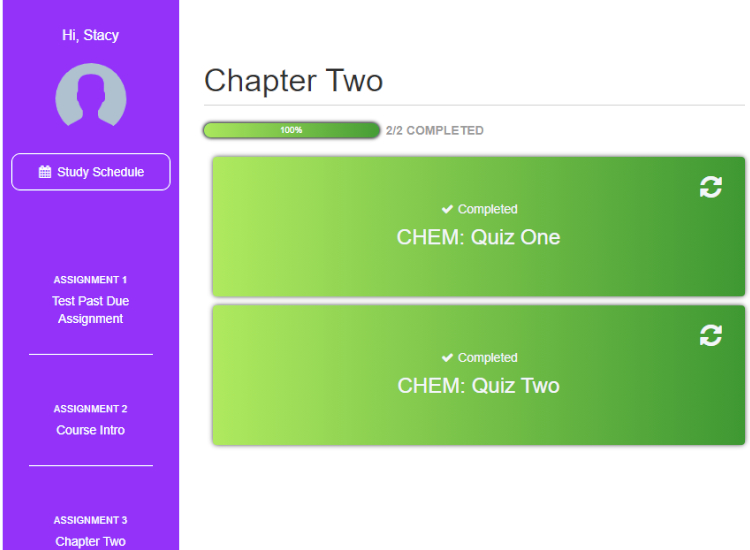 Hi, Stacy
Study Schedule
ASSIGNMENT 1
Test Past Due
Assignment
ASSIGNMENT 2
Course Intro
ASSIGNMENT 3
Chapter Two
Chapter Two
100%
2/2 COMPLETED
Completed
CHEM: Quiz One
Completed
CHEM: Quiz Two